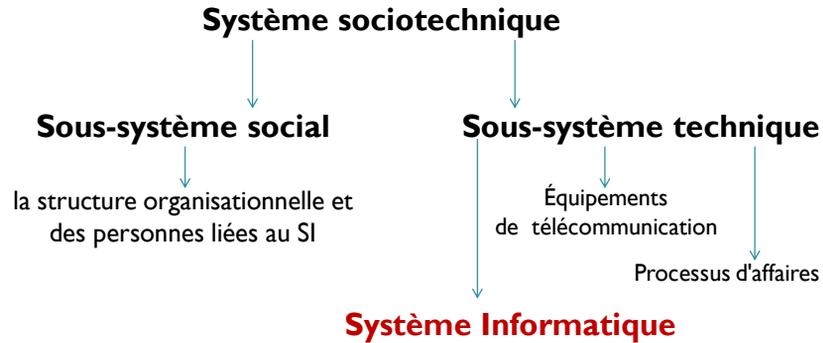 Système sociotechnique
Sous-système social
Sous-système technique
la structure organisationnelle et
des personnes liées au SI
Équipements
de télécommunication
Processus d'affaires
Système Informatique